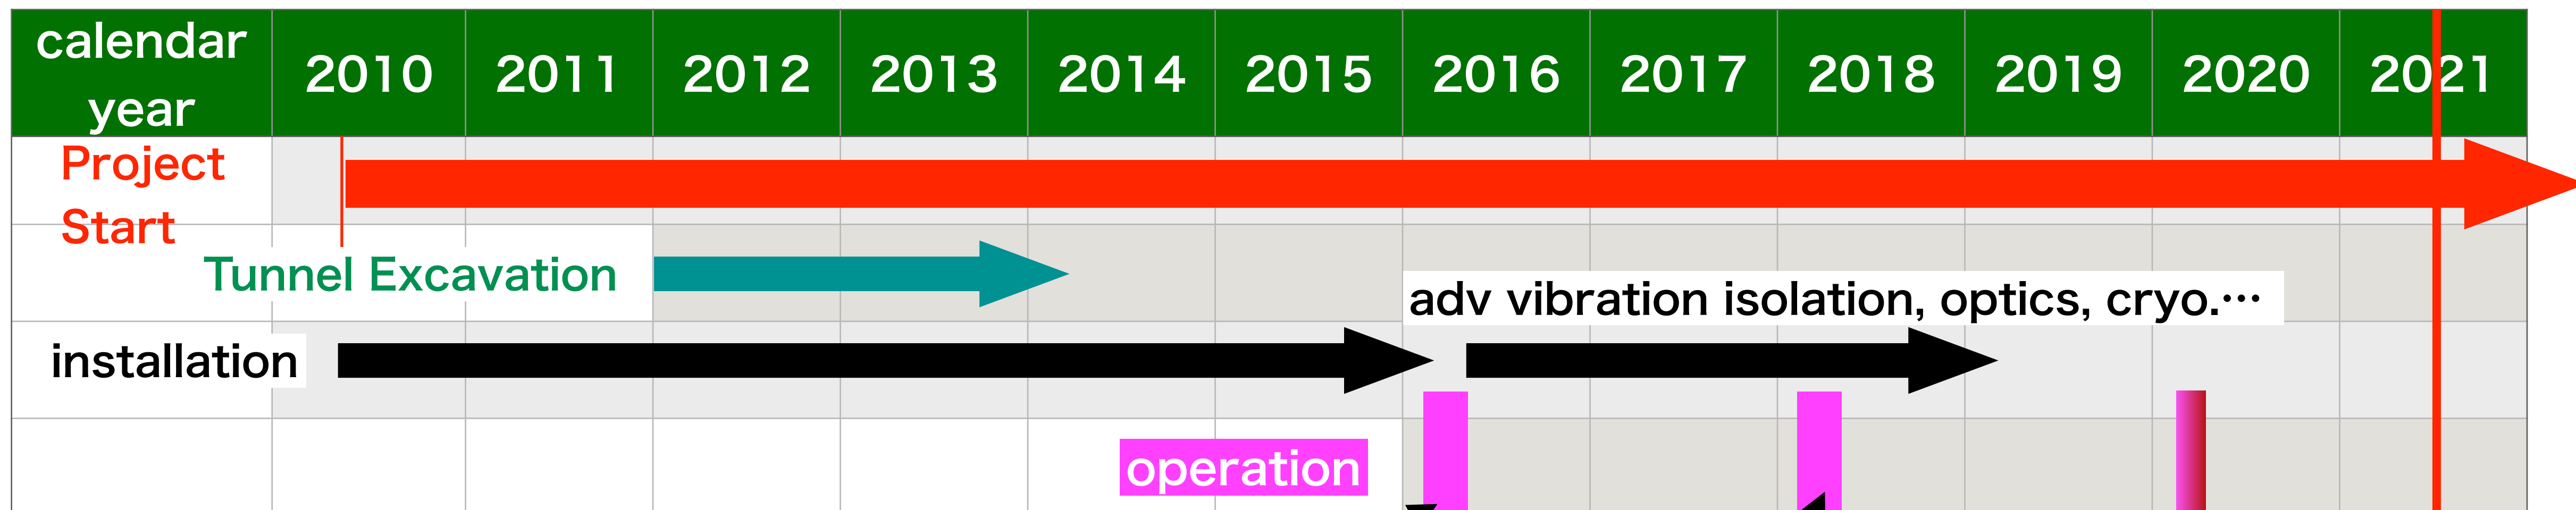 calendar
year
2010 2011 2012 2013 2014 2015 2016 2017 2018 2019 2020 2021
Project
Start
Tunnel Excavation
adv vibration isolation, optics, cryo.…
installation
operation